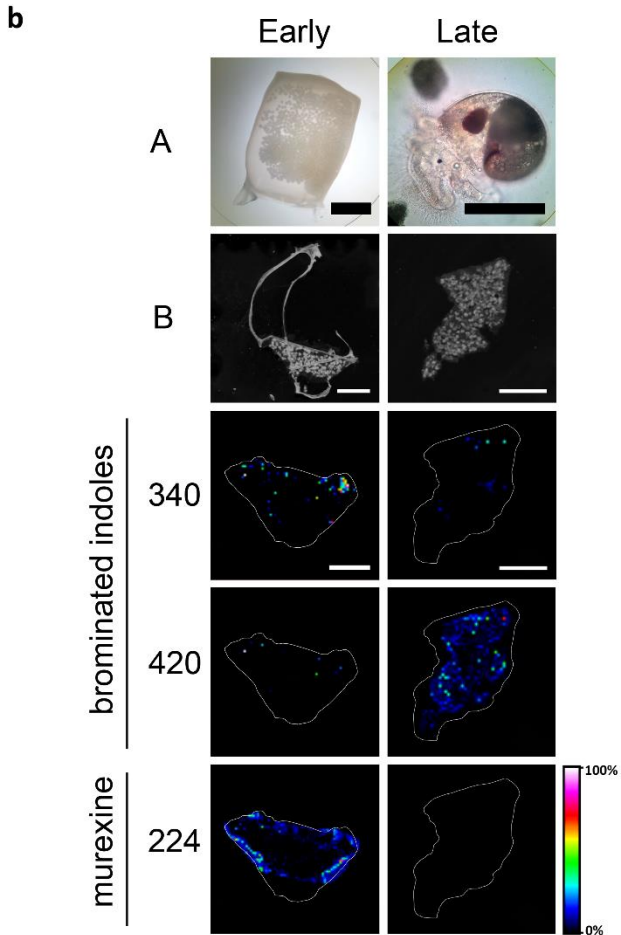 b
Early Late
A
B
brominated indoles
340
420
murexine
224
100%
0%